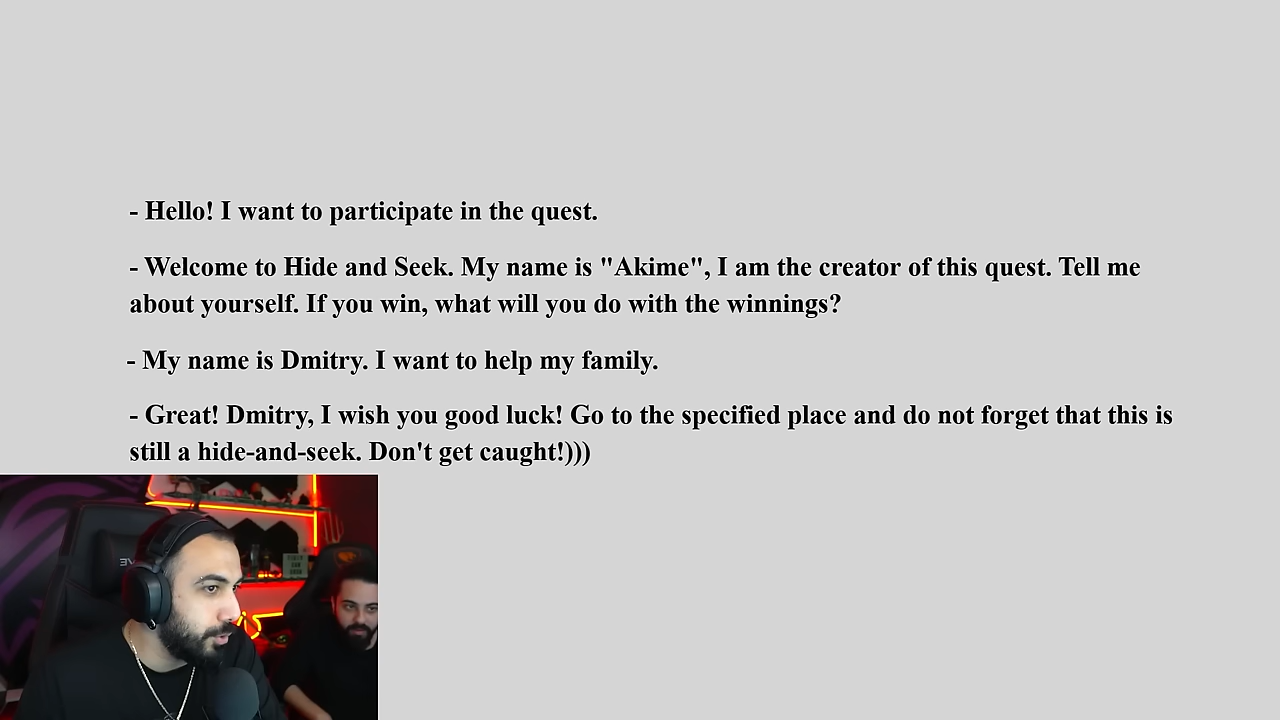 - Hello! I want to participate in the quest.
- Welcome to Hide and Seek. My name is "Akime", I am the creator of this quest. Tell me
about yourself. If you win, what will you do with the winnings?
- My name is Dmitry. I want to help my family.
- Great! Dmitry, I wish you good luck! Go to the specified place and do not forget that this is
still a hide-and-seek. Don't get caught!)))